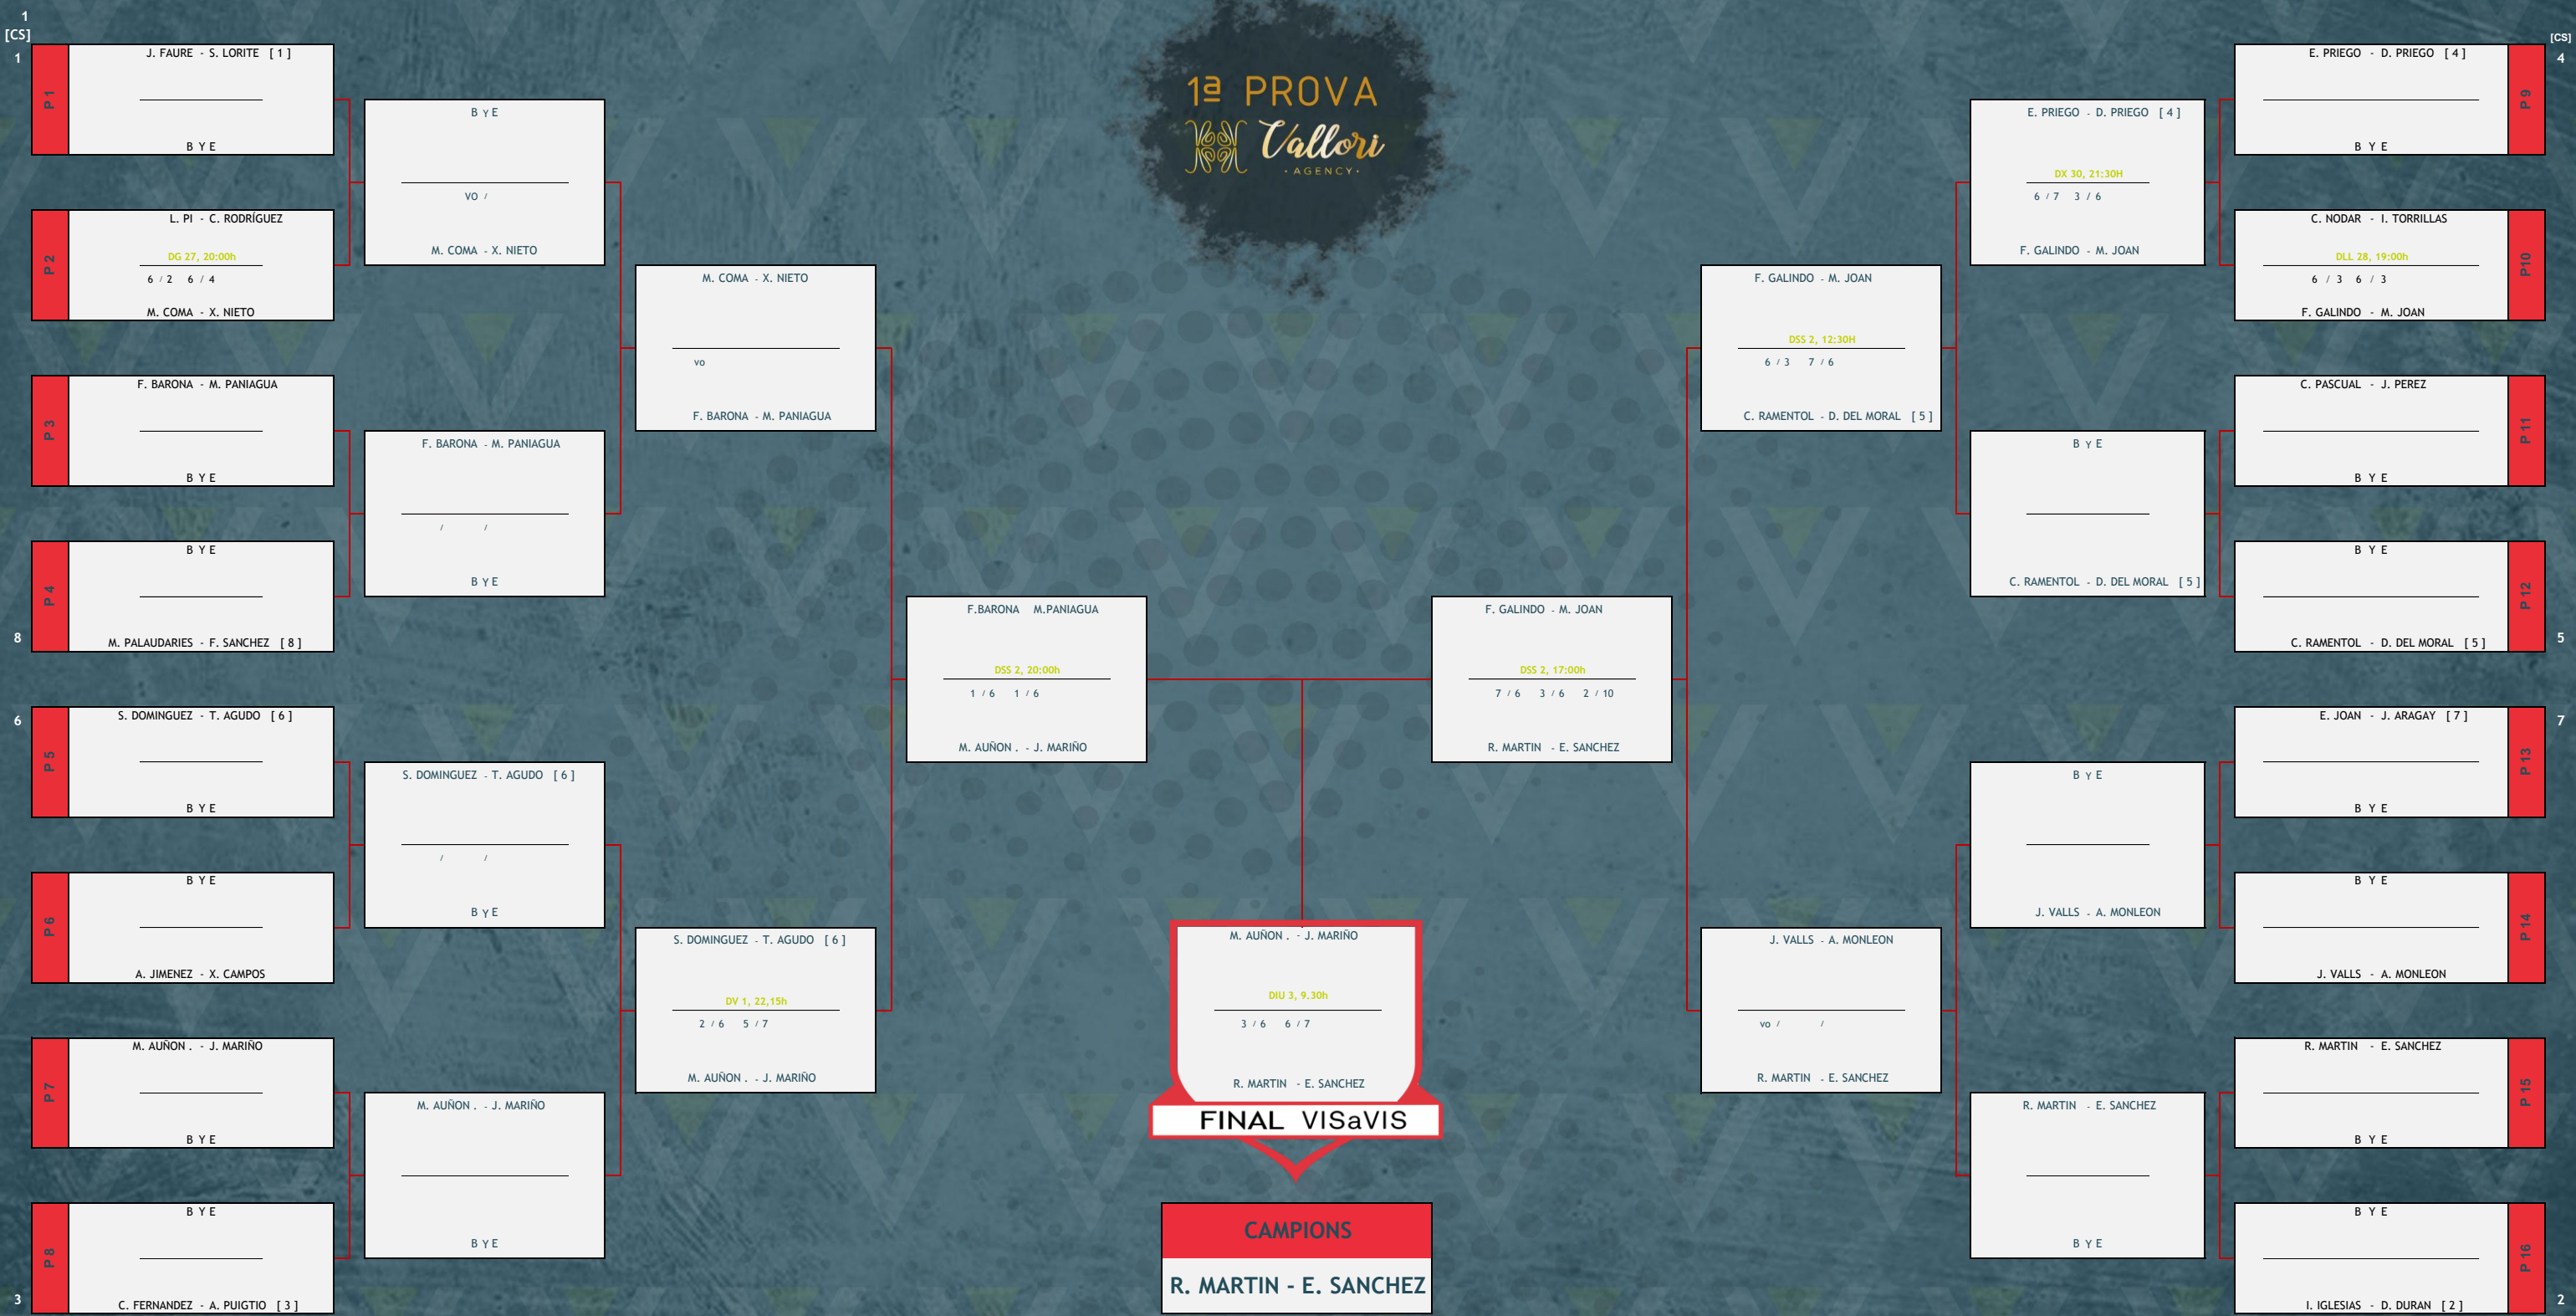 1
[CS]
1
P 1
J. FAURE - S. LORITE [ 1 ]
B Y E
P 2
L. PI - C. RODRÍGUEZ
DG 27, 20:00h
6 / 2 6 / 4
M. COMA - X. NIETO
P 3
F. BARONA - M. PANIAGUA
B Y E
P 4
B Y E
8
M. PALAUDARIES - F. SANCHEZ [ 8 ]
6
P 5
S. DOMINGUEZ - T. AGUDO [ 6 ]
B Y E
P 6
B Y E
A. JIMENEZ - X. CAMPOS
P 7
M. AUÑON . - J. MARIÑO
B Y E
P 8
B Y E
3
C. FERNANDEZ - A. PUIGTIO [ 3 ]
B Y E
VO /
M. COMA - X. NIETO
F. BARONA - M. PANIAGUA
/ /
B Y E
S. DOMINGUEZ - T. AGUDO [ 6 ]
/ /
B Y E
M. AUÑON . - J. MARIÑO
B Y E
M. COMA - X. NIETO
vo
F. BARONA - M. PANIAGUA
S. DOMINGUEZ - T. AGUDO [ 6 ]
DV 1, 22,15h
2 / 6 5 / 7
M. AUÑON . - J. MARIÑO
F.BARONA M.PANIAGUA
DSS 2, 20:00h
1 / 6 1 / 6
M. AUÑON . - J. MARIÑO
1ª PROVA
Vallori
· AGENCY ·
M. AUÑON . - J. MARIÑO
DIU 3, 9.30h
3 / 6 6 / 7
R. MARTIN - E. SANCHEZ
FINAL VISaVIS
CAMPIONS
R. MARTIN - E. SANCHEZ
F. GALINDO - M. JOAN
DSS 2, 17:00h
7 / 6 3 / 6 2 / 10
R. MARTIN - E. SANCHEZ
F. GALINDO - M. JOAN
DSS 2, 12:30H
6 / 3 7 / 6
C. RAMENTOL - D. DEL MORAL [ 5 ]
J. VALLS - A. MONLEON
vo / /
R. MARTIN - E. SANCHEZ
E. PRIEGO - D. PRIEGO [ 4 ]
DX 30, 21:30H
6 / 7 3 / 6
F. GALINDO - M. JOAN
B Y E
C. RAMENTOL - D. DEL MORAL [ 5 ]
B Y E
J. VALLS - A. MONLEON
R. MARTIN - E. SANCHEZ
B Y E
[CS]
4
E. PRIEGO - D. PRIEGO [ 4 ]
P 9
B Y E
C. NODAR - I. TORRILLAS
DLL 28, 19:00h
P10
6 / 3 6 / 3
F. GALINDO - M. JOAN
C. PASCUAL - J. PEREZ
P 11
B Y E
B Y E
P 12
5
C. RAMENTOL - D. DEL MORAL [ 5 ]
E. JOAN - J. ARAGAY [ 7 ]
7
P 13
B Y E
B Y E
P 14
J. VALLS - A. MONLEON
R. MARTIN - E. SANCHEZ
P 15
B Y E
B Y E
P 16
I. IGLESIAS - D. DURAN [ 2 ]
2